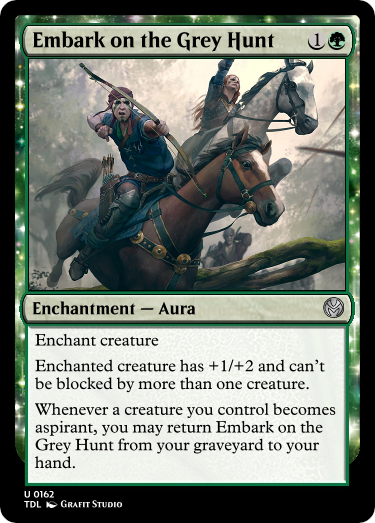 Embark on the Grey Hunt 1
Enchantment — Aura
Enchant creature
Enchanted creature has +1/+2 and can't
be blocked by more than one creature.
Whenever a creature you control becomes
aspirant, you may return Embark on the
Grey Hunt from your graveyard to your
hand.
U 0162
TDL Grafit Studio